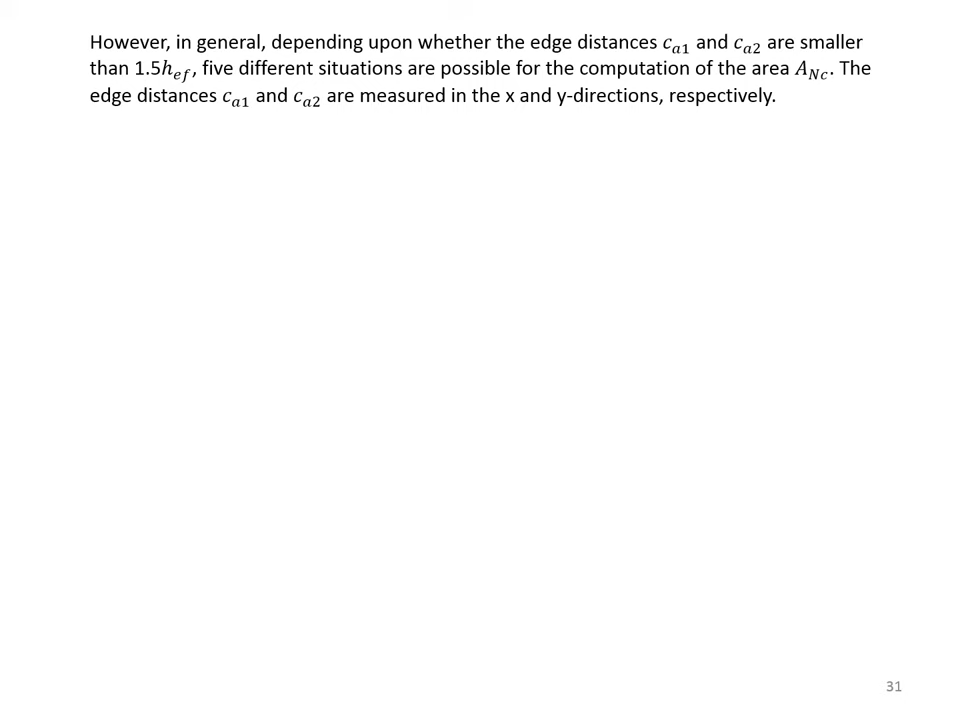 However, in general, depending upon whether the edge distances $c_{a1}$ and $c_{a2}$ are smaller
than $1.5h_{ef}$, five different situations are possible for the computation of the area $A_{Nc}$. The
edge distances $c_{a1}$ and $c_{a2}$ are measured in the x and y-directions, respectively.
31